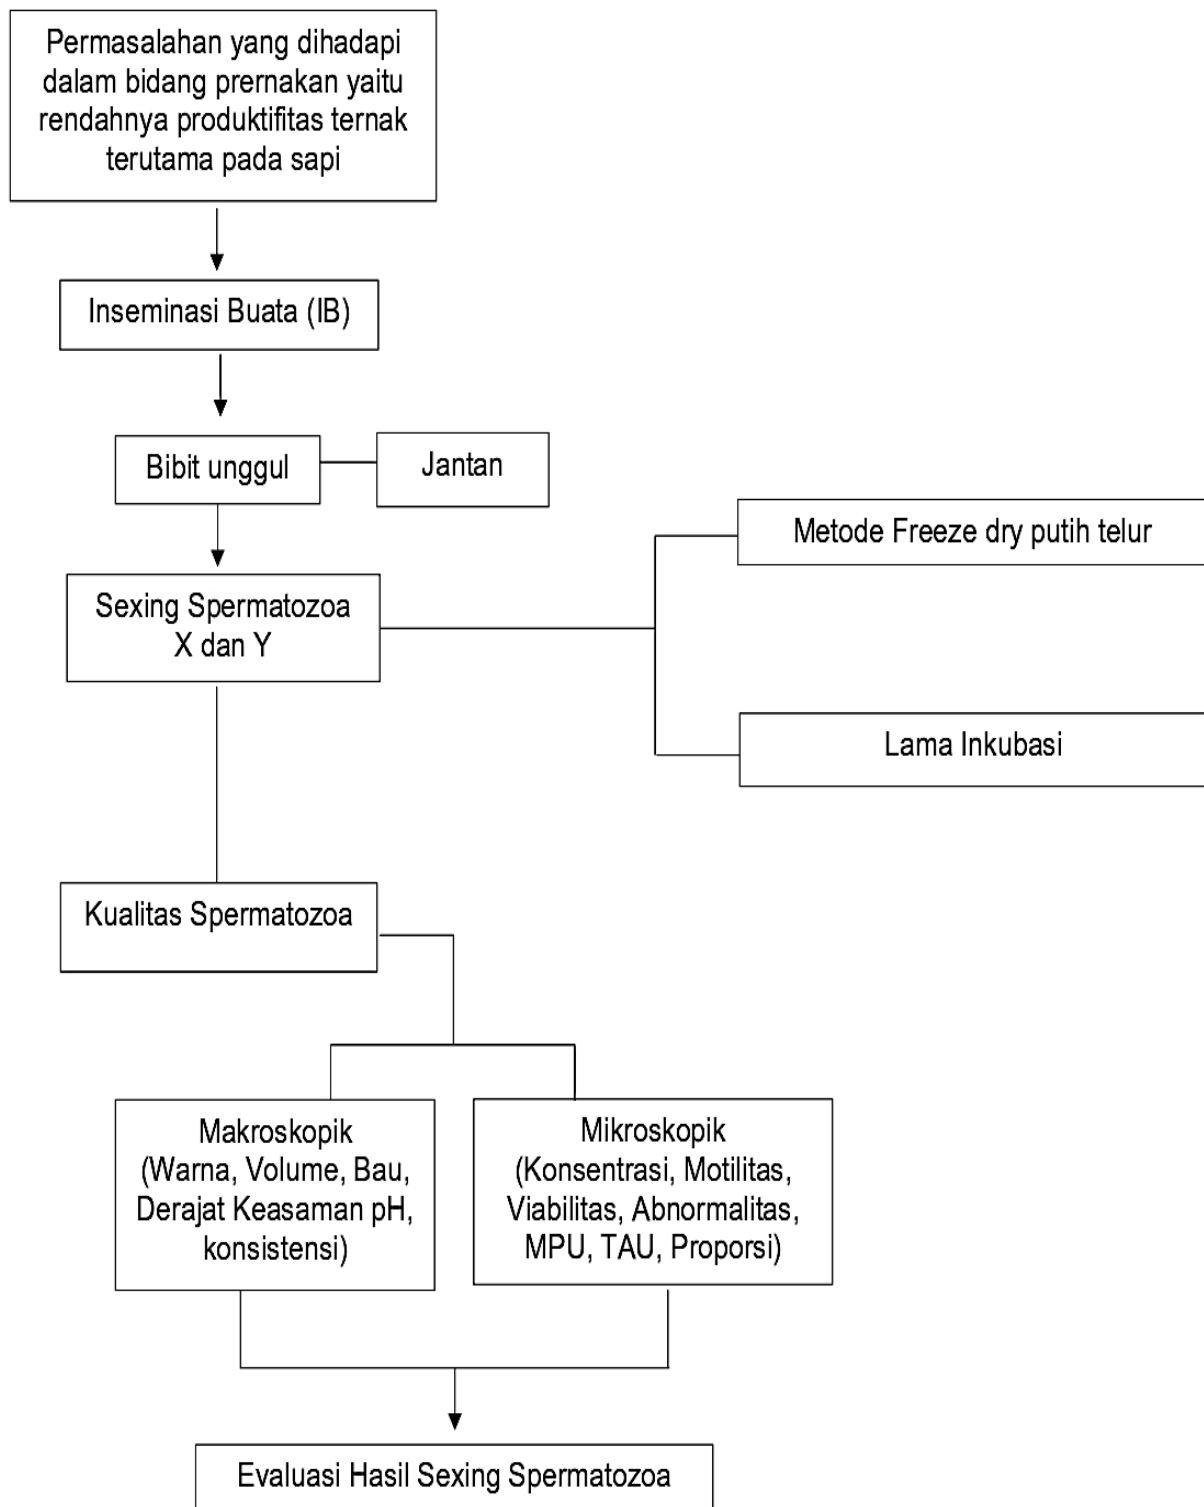 Permasalahan yang dihadapi
dalam bidang prernakan yaitu
rendahnya produktifitas ternak
terutama pada sapi
Inseminasi Buata (IB)
Bibit unggul
Jantan
Metode Freeze dry putih telur
Sexing Spermatozoa
X dan Y
Lama Inkubasi
Kualitas Spermatozoa
Makroskopik
(Warna, Volume, Bau,
Derajat Keasaman pH,
konsistensi)
Mikroskopik
(Konsentrasi, Motilitas,
Viabilitas, Abnormalitas,
MPU, TAU, Proporsi)
Evaluasi Hasil Sexing Spermatozoa